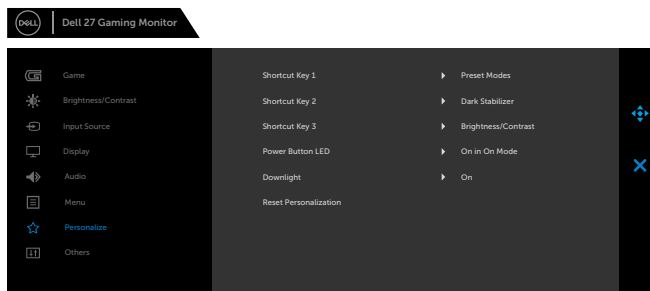 DELL
Dell 27 Gaming Monitor
Game
Shortcut Key 1 Preset Modes
Brightness/Contrast
Shortcut Key 2 Dark Stabilizer
Input Source
Shortcut Key 3 Brightness/Contrast
Display
Power Button LED On in On Mode
Audio
Downlight On
Menu
Reset Personalization
Personalize
Others